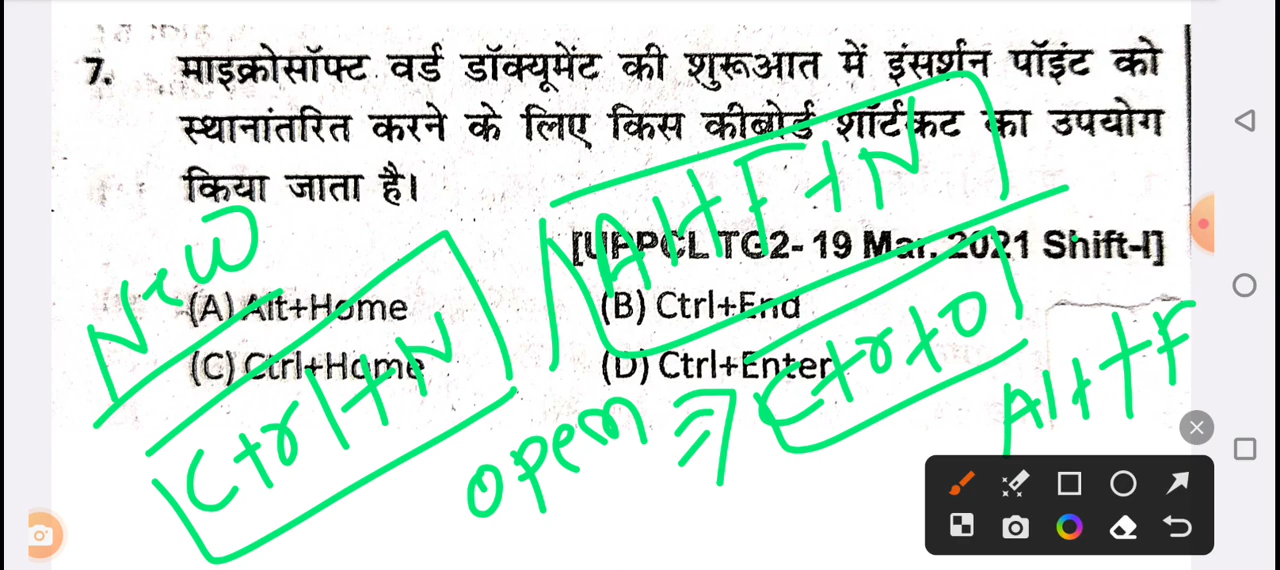 7. माइक्रोसॉफ्ट वर्ड डॉक्यूमेंट की शुरूआत में इंसर्शन पॉइंट को
स्थानांतरित करने के लिए किस कीबोर्ड शॉर्टकट का उपयोग
किया जाता है।
[UPPCL TG2- 19 Mar. 2021 Shift-I]
(A) Alt+Home (B) Ctrl+End
(C) Ctrl+Home (D) Ctrl+Enter
New
Ctrl+N
Alt+F+N
open ⇒ Ctr+O
Alt+F